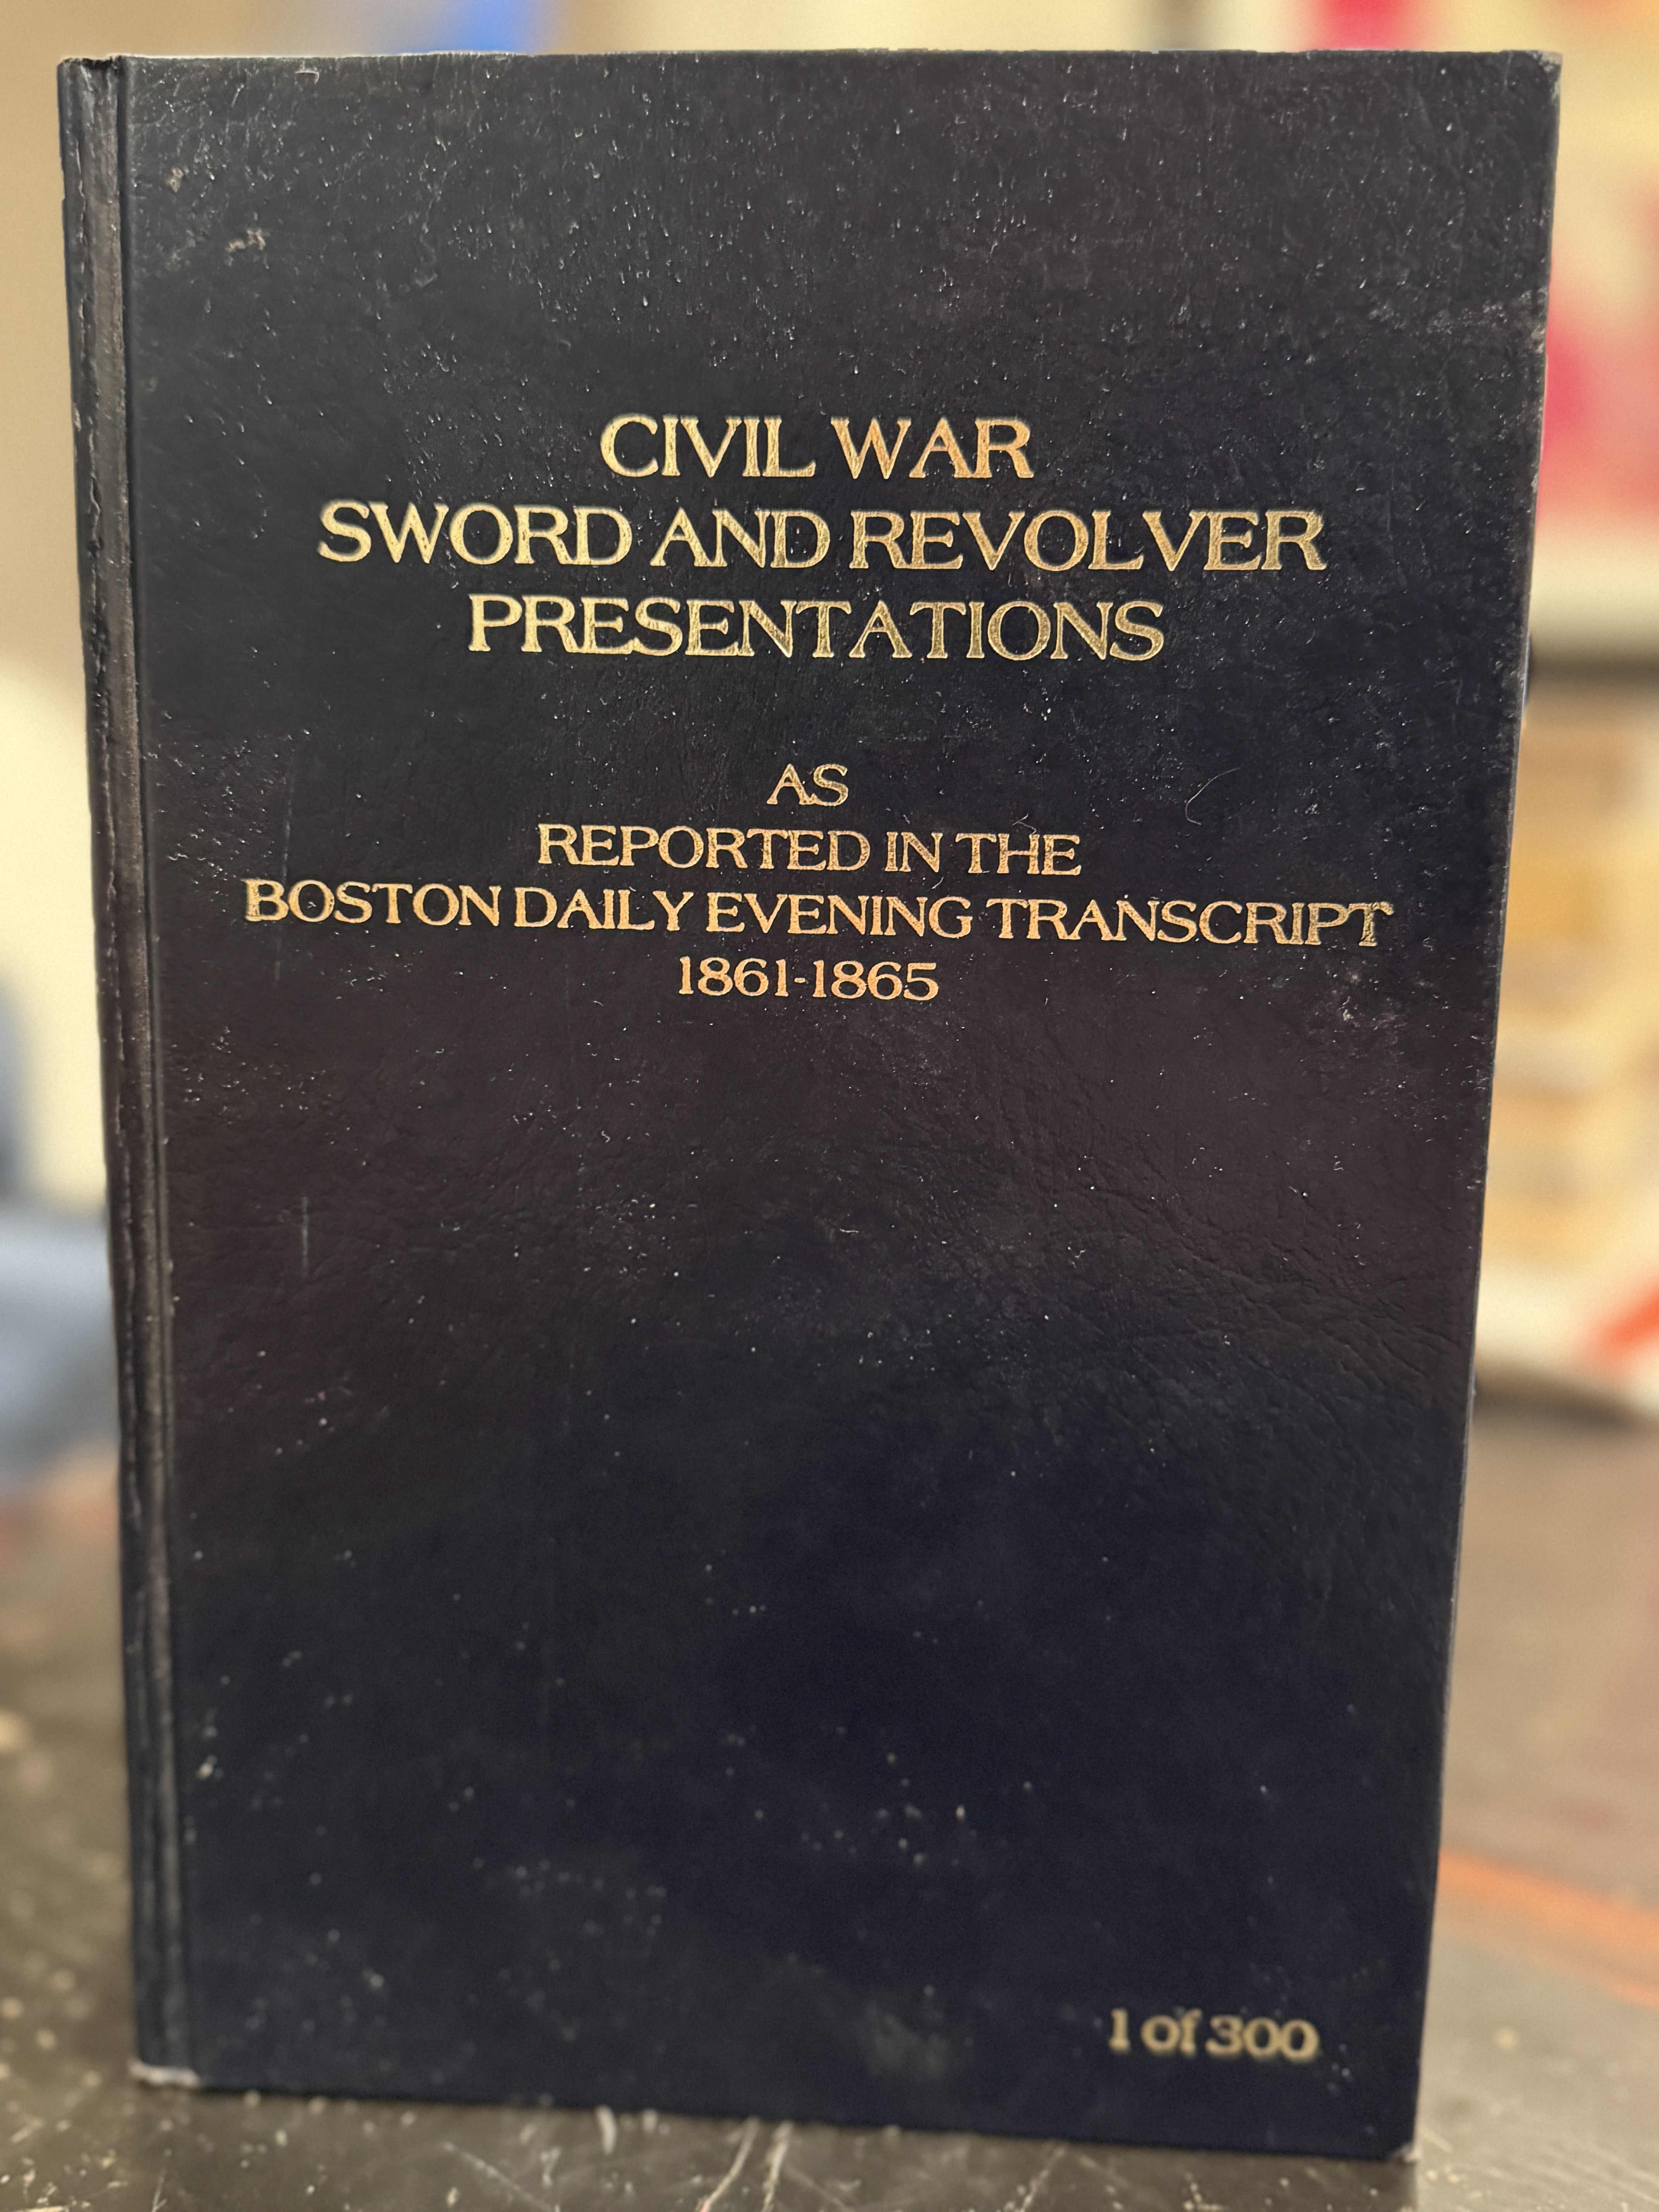 CIVIL WAR
SWORD AND REVOLVER
PRESENTATIONS
AS
REPORTED IN THE
BOSTON DAILY EVENING TRANSCRIPT
1861-1865
1 of 300